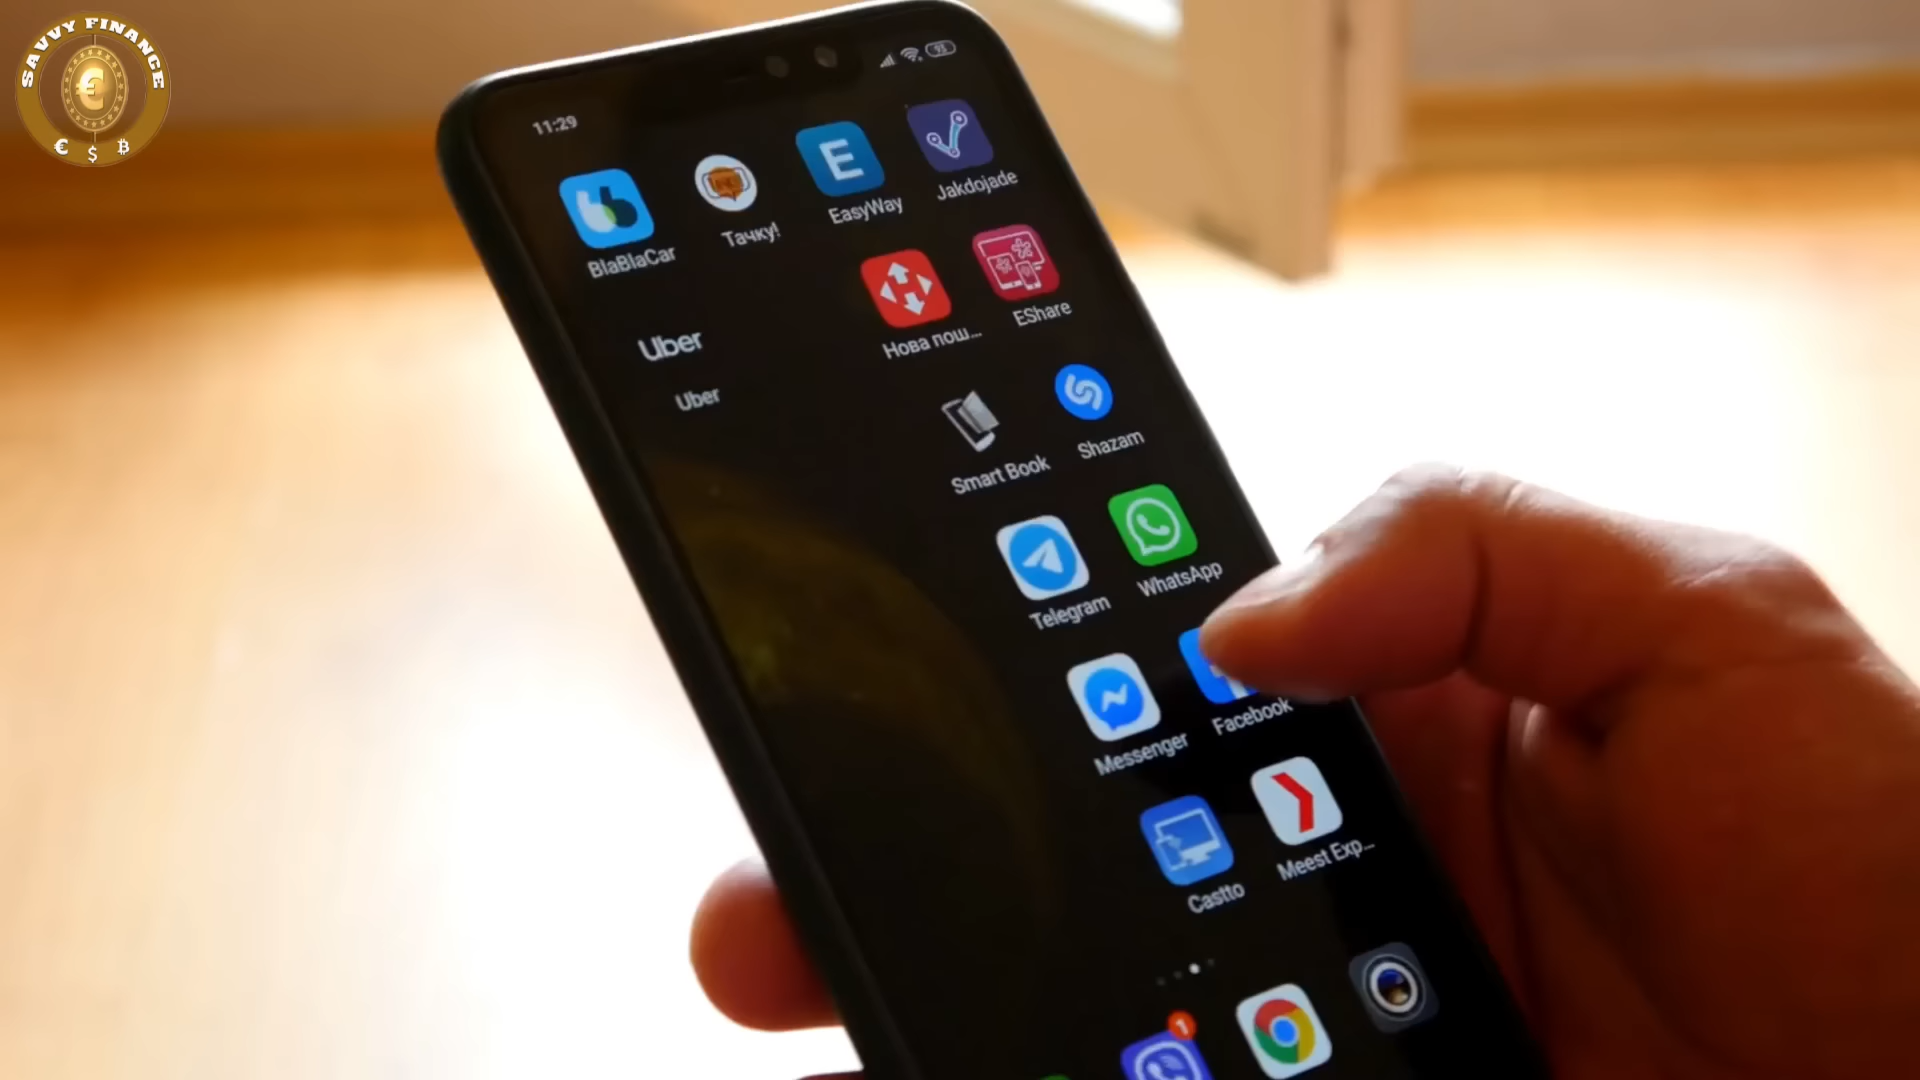 SAVVY FINANCE
€
€ $ ₿
11:29
93
BlaBlaCar
Тачку!
E
EasyWay
Jakdojade
Uber
Uber
Нова пош...
EShare
Smart Book
Shazam
Telegram
WhatsApp
Messenger
Facebook
Castto
Meest Exp...
1